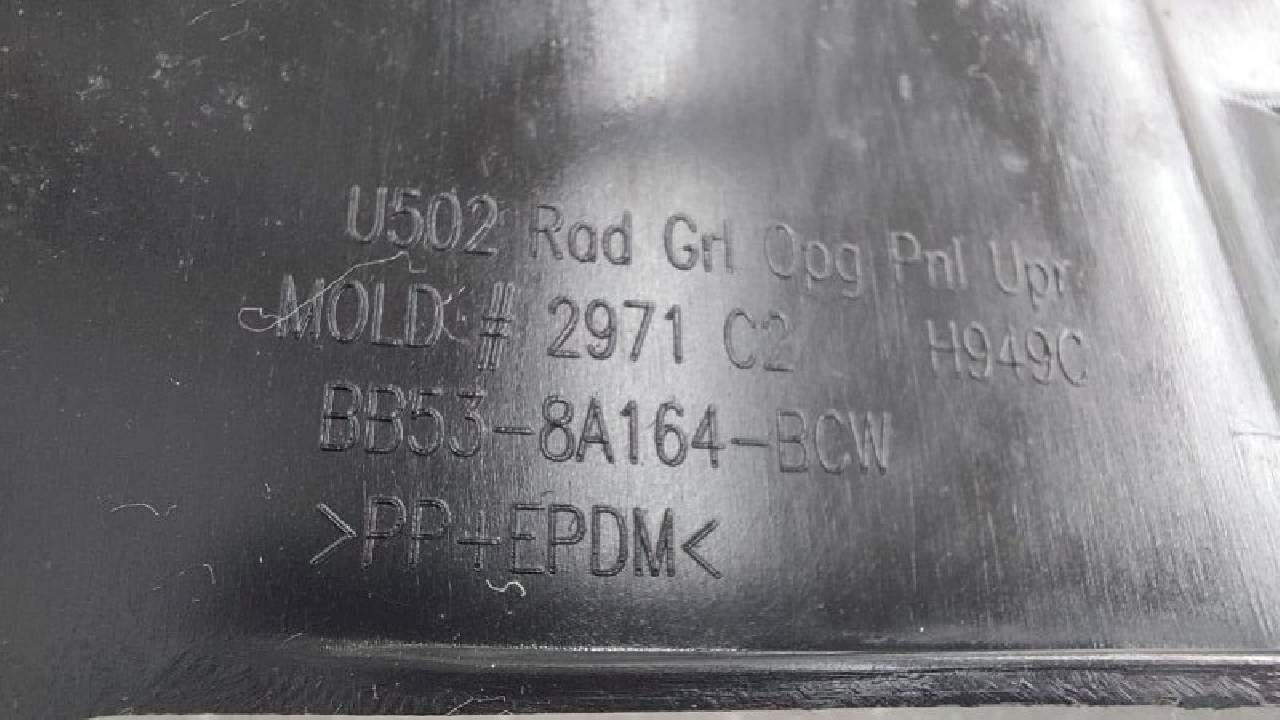 U502 Rad Grl Opg Pnl Upr
MOLD # 2971 C2 H949C
BB53-8A164-BCW
>PP+EPDM<